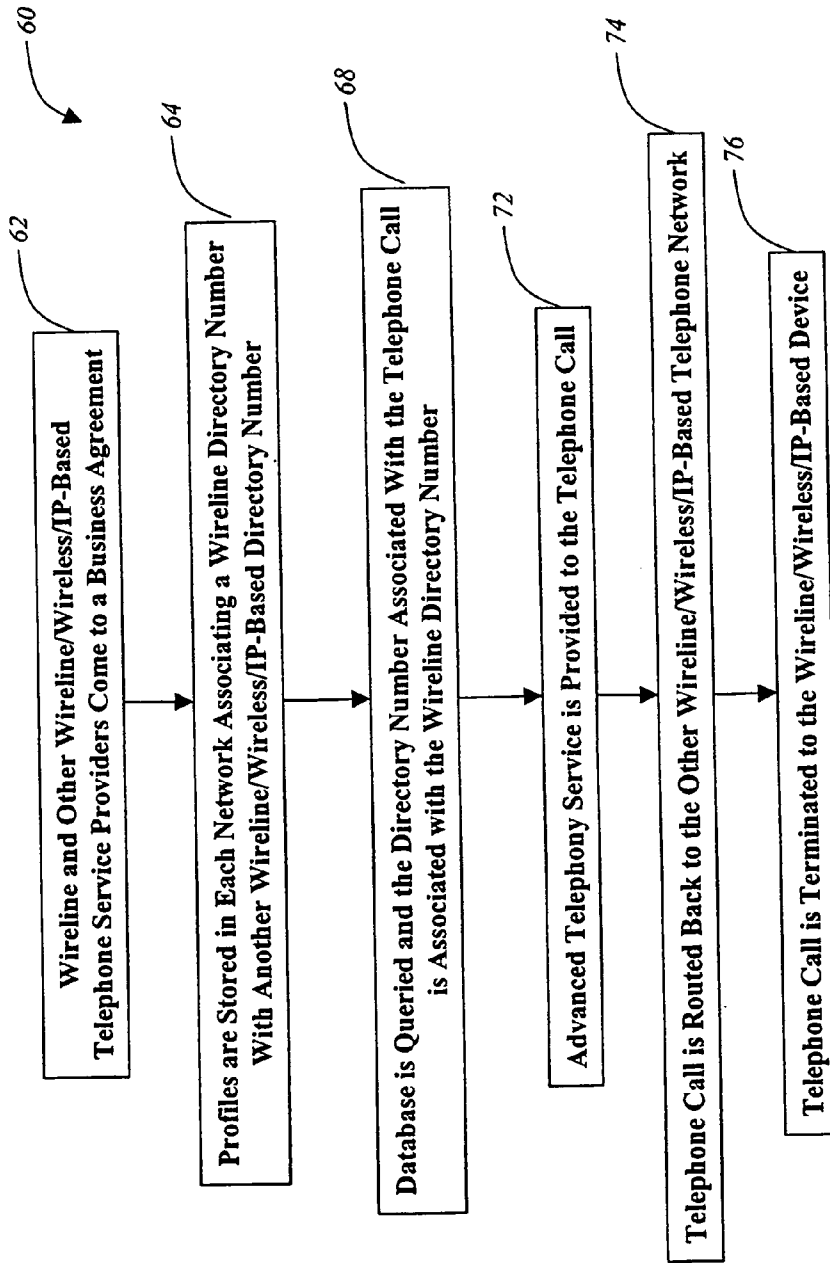 60
62
Wireline and Other Wireline/Wireless/IP-Based
Telephone Service Providers Come to a Business Agreement
64
Profiles are Stored in Each Network Associating a Wireline Directory Number
With Another Wireline/Wireless/IP-Based Directory Number
68
Database is Queried and the Directory Number Associated With the Telephone Call
is Associated with the Wireline Directory Number
72
Advanced Telephony Service is Provided to the Telephone Call
74
Telephone Call is Routed Back to the Other Wireline/Wireless/IP-Based Telephone Network
76
Telephone Call is Terminated to the Wireline/Wireless/IP-Based Device